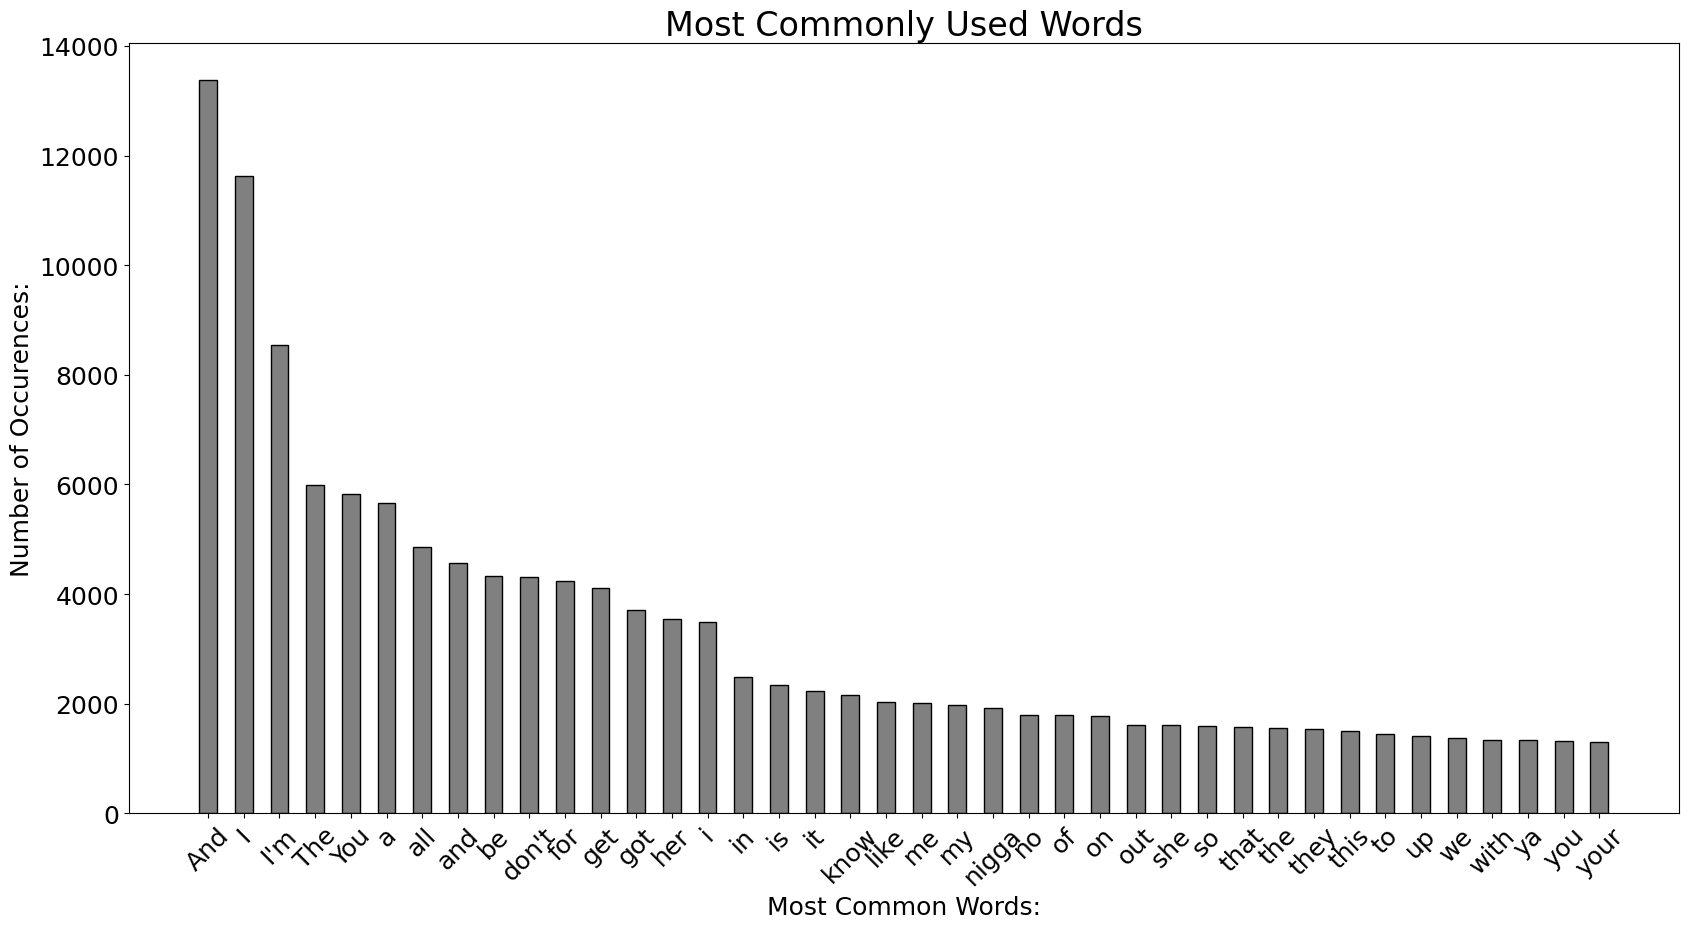 Most Commonly Used Words
14000
12000
10000
8000
6000
4000
2000
0
Number of Occurences:
And I I'm The You a all and be don't for get got her i in is it know like me my nigga no of on out she so that the they this to up we with ya you your
Most Common Words: